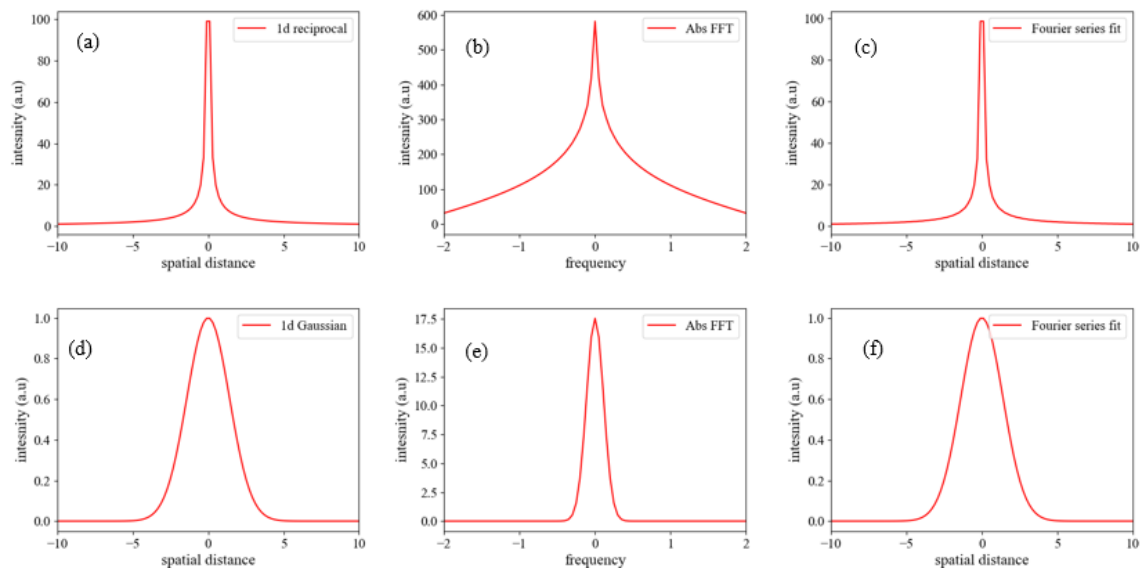 (a)
1d reciprocal
100
80
60
40
20
0
intesnity (a.u)
−10 −5 0 5 10
spatial distance
(b)
Abs FFT
600
500
400
300
200
100
0
intesnity (a.u)
−2 −1 0 1 2
frequency
(c)
Fourier series fit
100
80
60
40
20
0
intesnity (a.u)
−10 −5 0 5 10
spatial distance
(d)
1d Gaussian
1.0
0.8
0.6
0.4
0.2
0.0
intesnity (a.u)
−10 −5 0 5 10
spatial distance
(e)
Abs FFT
17.5
15.0
12.5
10.0
7.5
5.0
2.5
0.0
intesnity (a.u)
−2 −1 0 1 2
frequency
(f)
Fourier series fit
1.0
0.8
0.6
0.4
0.2
0.0
intesnity (a.u)
−10 −5 0 5 10
spatial distance